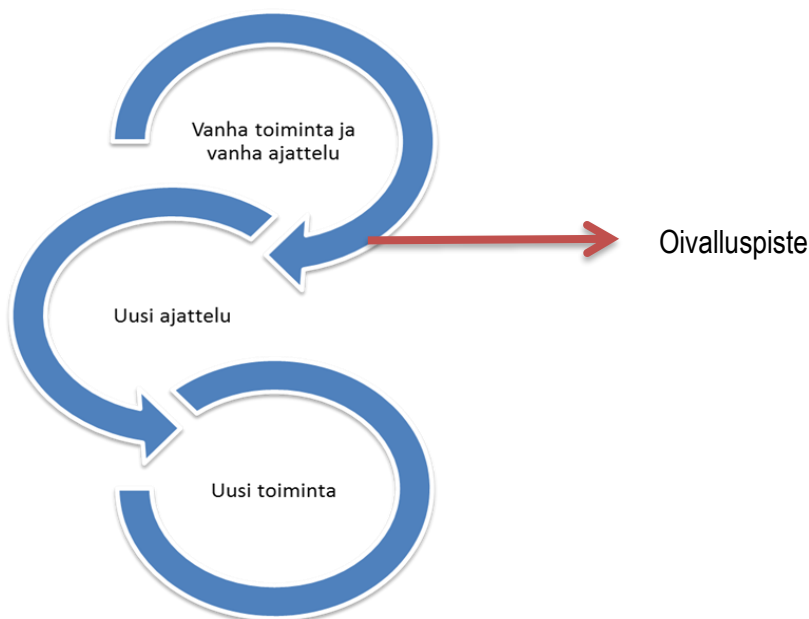 Vanha toiminta ja
vanha ajattelu
Oivalluspiste
Uusi ajattelu
Uusi toiminta